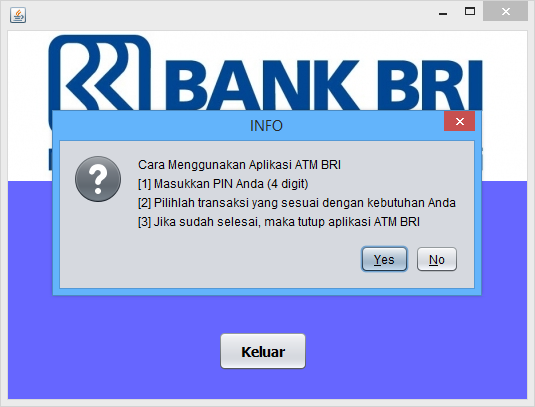 BANK BRI
INFO
Cara Menggunakan Aplikasi ATM BRI
[1] Masukkan PIN Anda (4 digit)
[2] Pilihlah transaksi yang sesuai dengan kebutuhan Anda
[3] Jika sudah selesai, maka tutup aplikasi ATM BRI
Yes No
Keluar